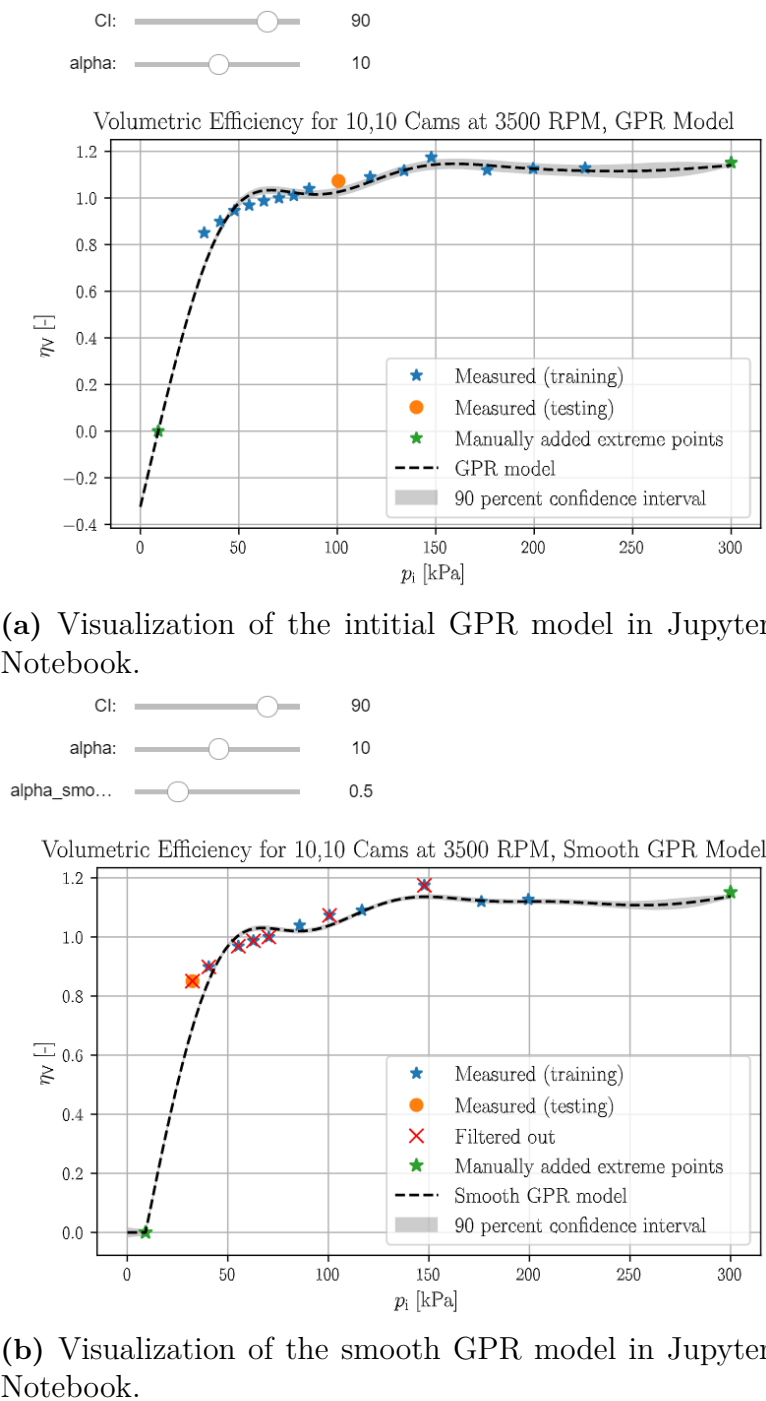 CI: 90
alpha: 10
Volumetric Efficiency for 10,10 Cams at 3500 RPM, GPR Model
1.2
1.0
0.8
0.6
0.4
0.2
0.0
−0.2
−0.4
ηV [-]
Measured (training)
Measured (testing)
Manually added extreme points
GPR model
90 percent confidence interval
0 50 100 150 200 250 300
pi [kPa]
(a) Visualization of the intitial GPR model in Jupyter
Notebook.
CI: 90
alpha: 10
alpha_smo... 0.5
Volumetric Efficiency for 10,10 Cams at 3500 RPM, Smooth GPR Model
1.2
1.0
0.8
0.6
0.4
0.2
0.0
ηV [-]
Measured (training)
Measured (testing)
Filtered out
Manually added extreme points
Smooth GPR model
90 percent confidence interval
0 50 100 150 200 250 300
pi [kPa]
(b) Visualization of the smooth GPR model in Jupyter
Notebook.